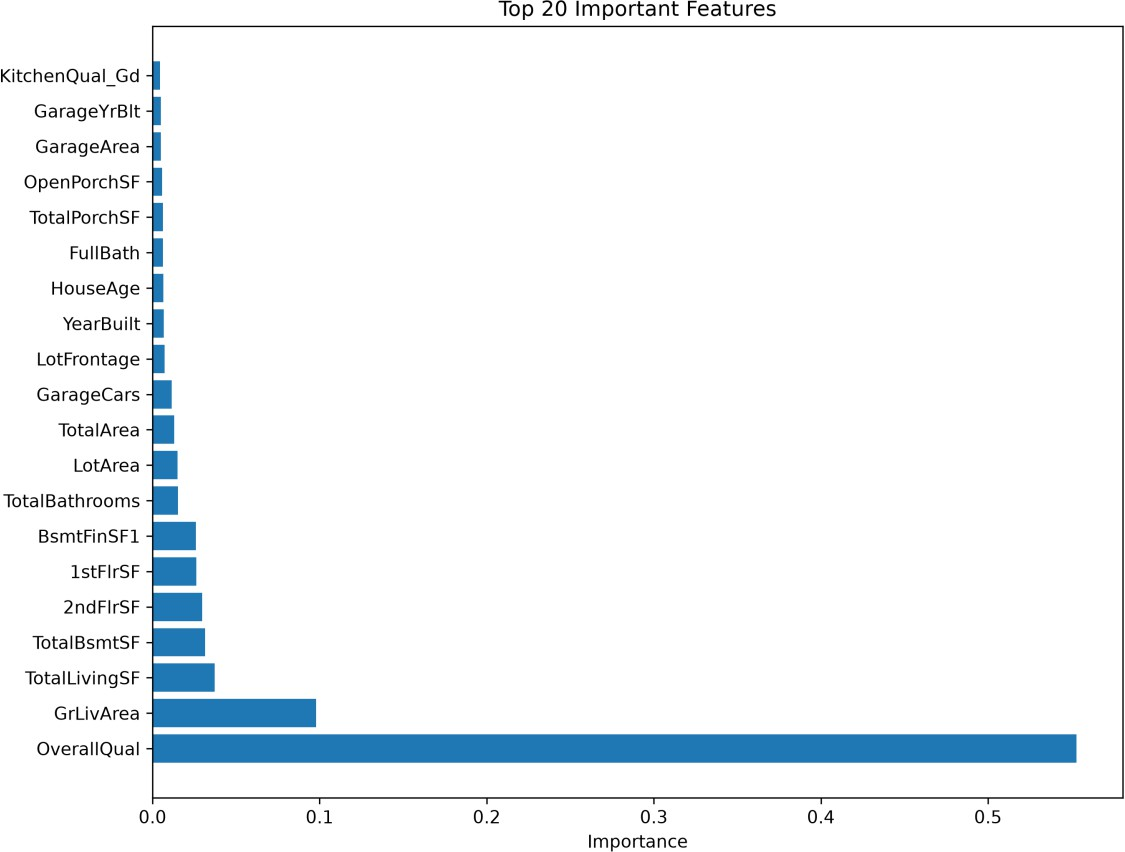 Top 20 Important Features
KitchenQual_Gd
GarageYrBlt
GarageArea
OpenPorchSF
TotalPorchSF
FullBath
HouseAge
YearBuilt
LotFrontage
GarageCars
TotalArea
LotArea
TotalBathrooms
BsmtFinSF1
1stFlrSF
2ndFlrSF
TotalBsmtSF
TotalLivingSF
GrLivArea
OverallQual
0.0 0.1 0.2 0.3 0.4 0.5
Importance